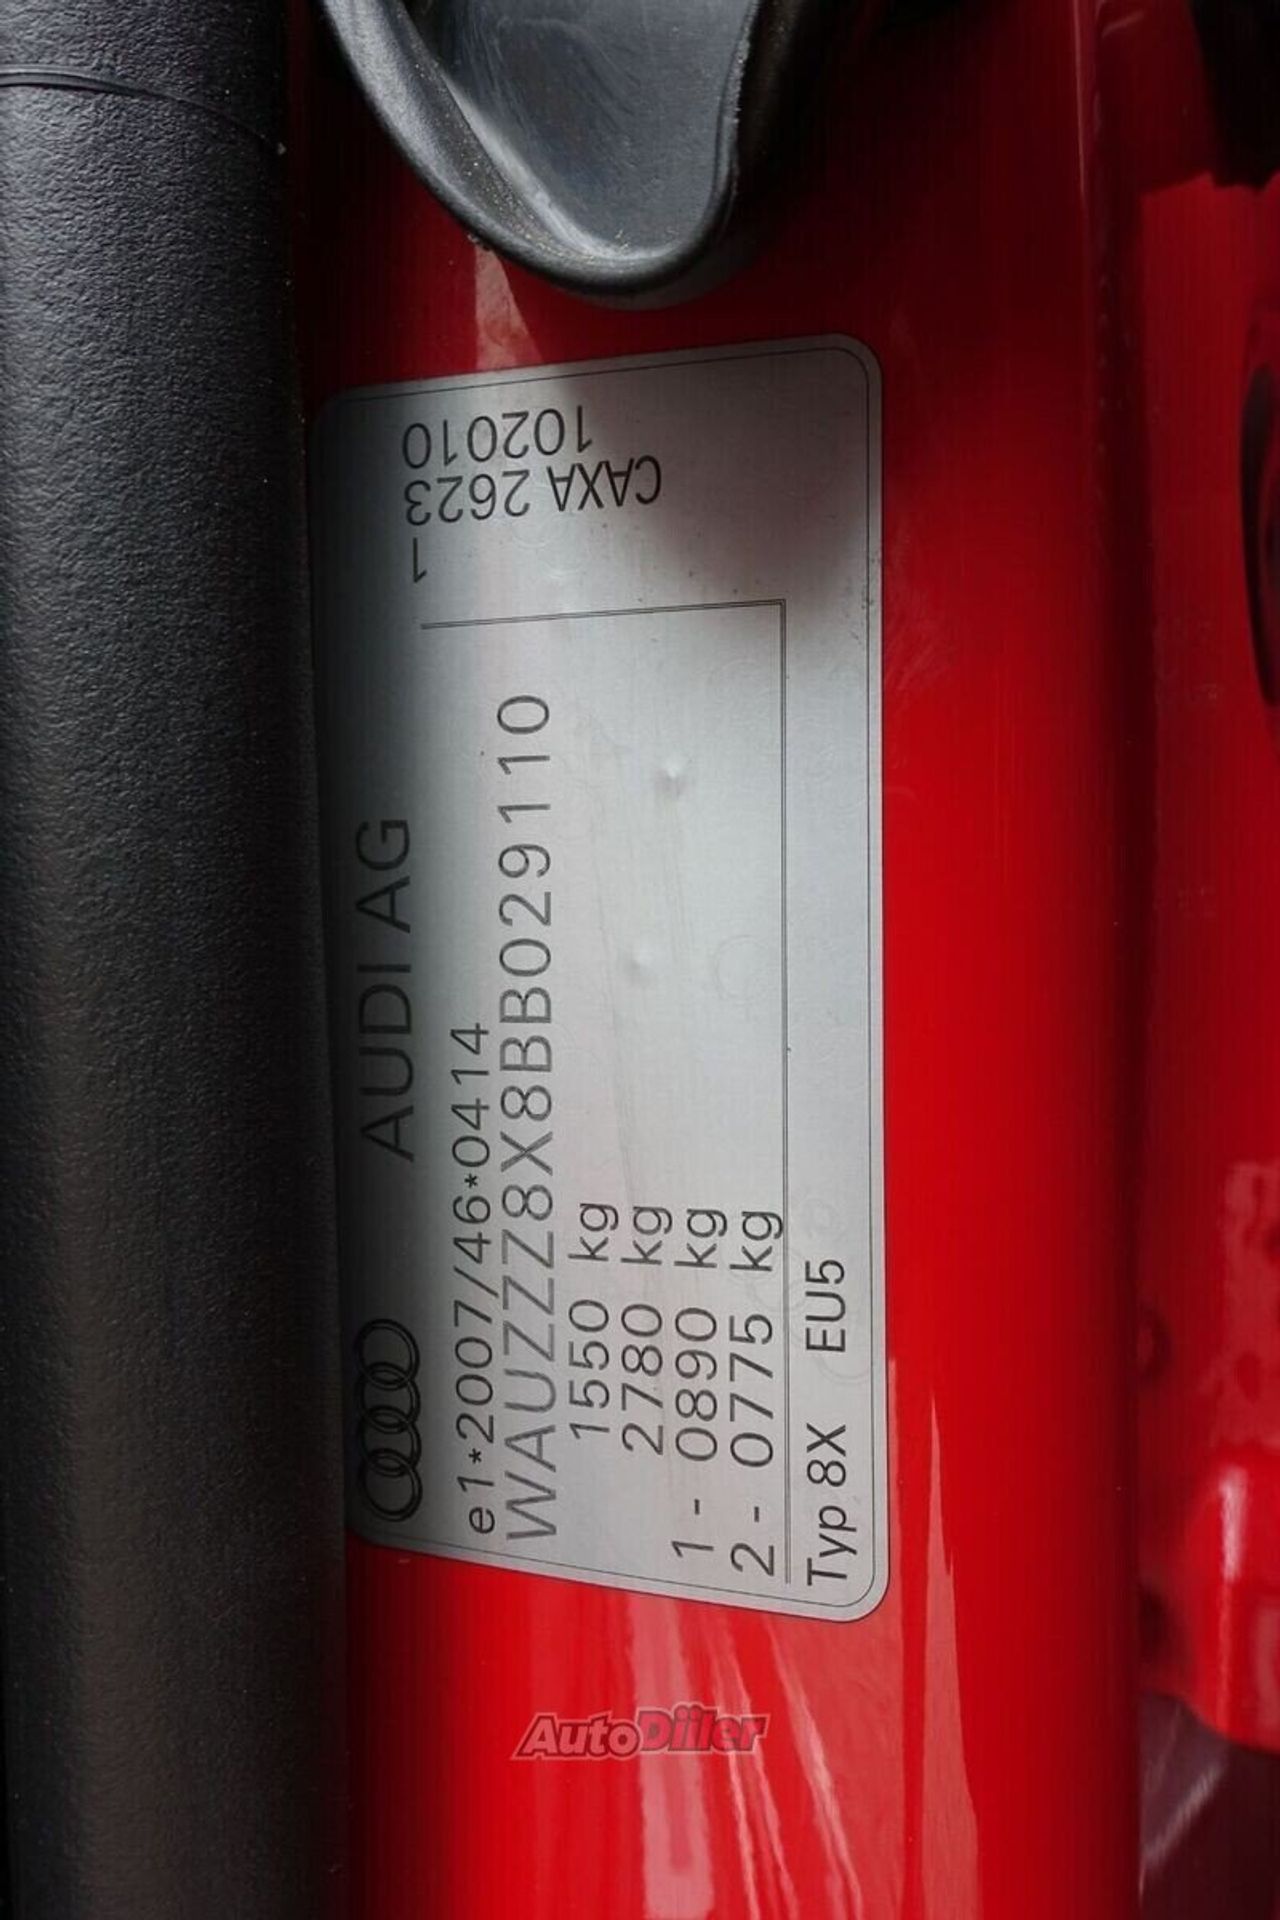 AUDI AG
e1*2007/46*0414
WAUZZZ8X8BB029110
1550 kg
2780 kg
1- 0890 kg
2- 0775 kg
Typ 8X EU5
102010
CAXA 2623
1
AutoDiiler